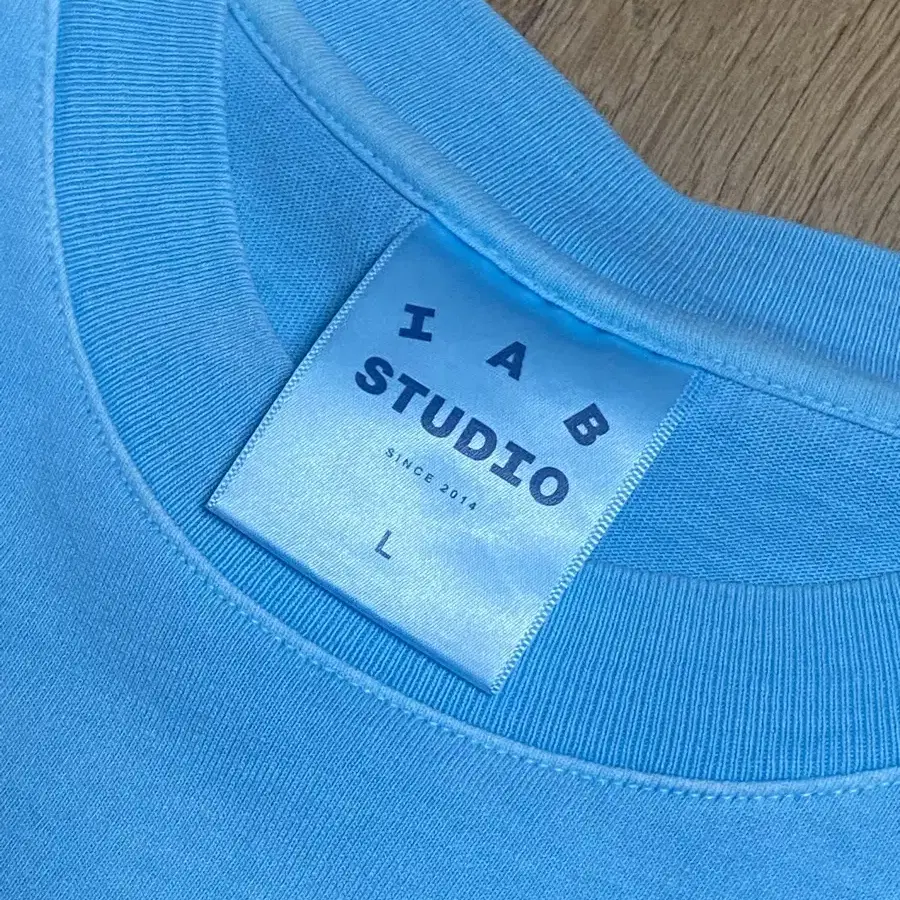 I A B
STUDIO
SINCE 2014
L